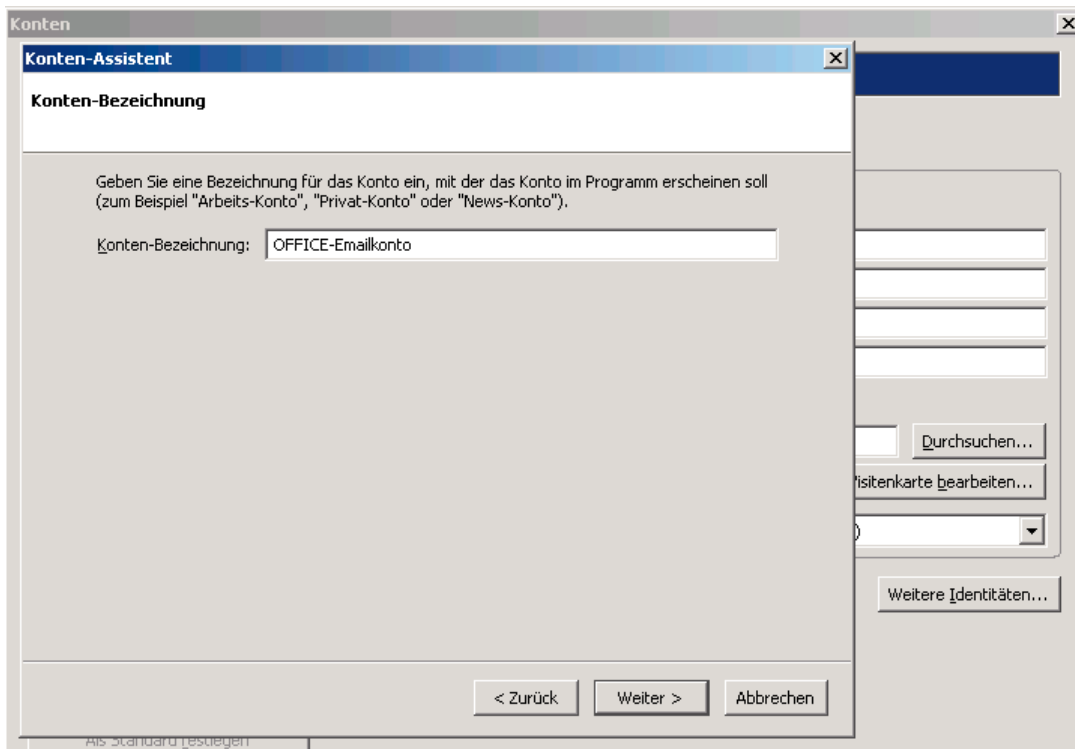 Konten
Konten-Assistent
Konten-Bezeichnung
Geben Sie eine Bezeichnung für das Konto ein, mit der das Konto im Programm erscheinen soll
(zum Beispiel "Arbeits-Konto", "Privat-Konto" oder "News-Konto").
Konten-Bezeichnung: OFFICE-Emailkonto
Durchsuchen...
bearbeiten...
Weitere Identitäten...
< Zurück Weiter > Abbrechen
Als Standard festlegen